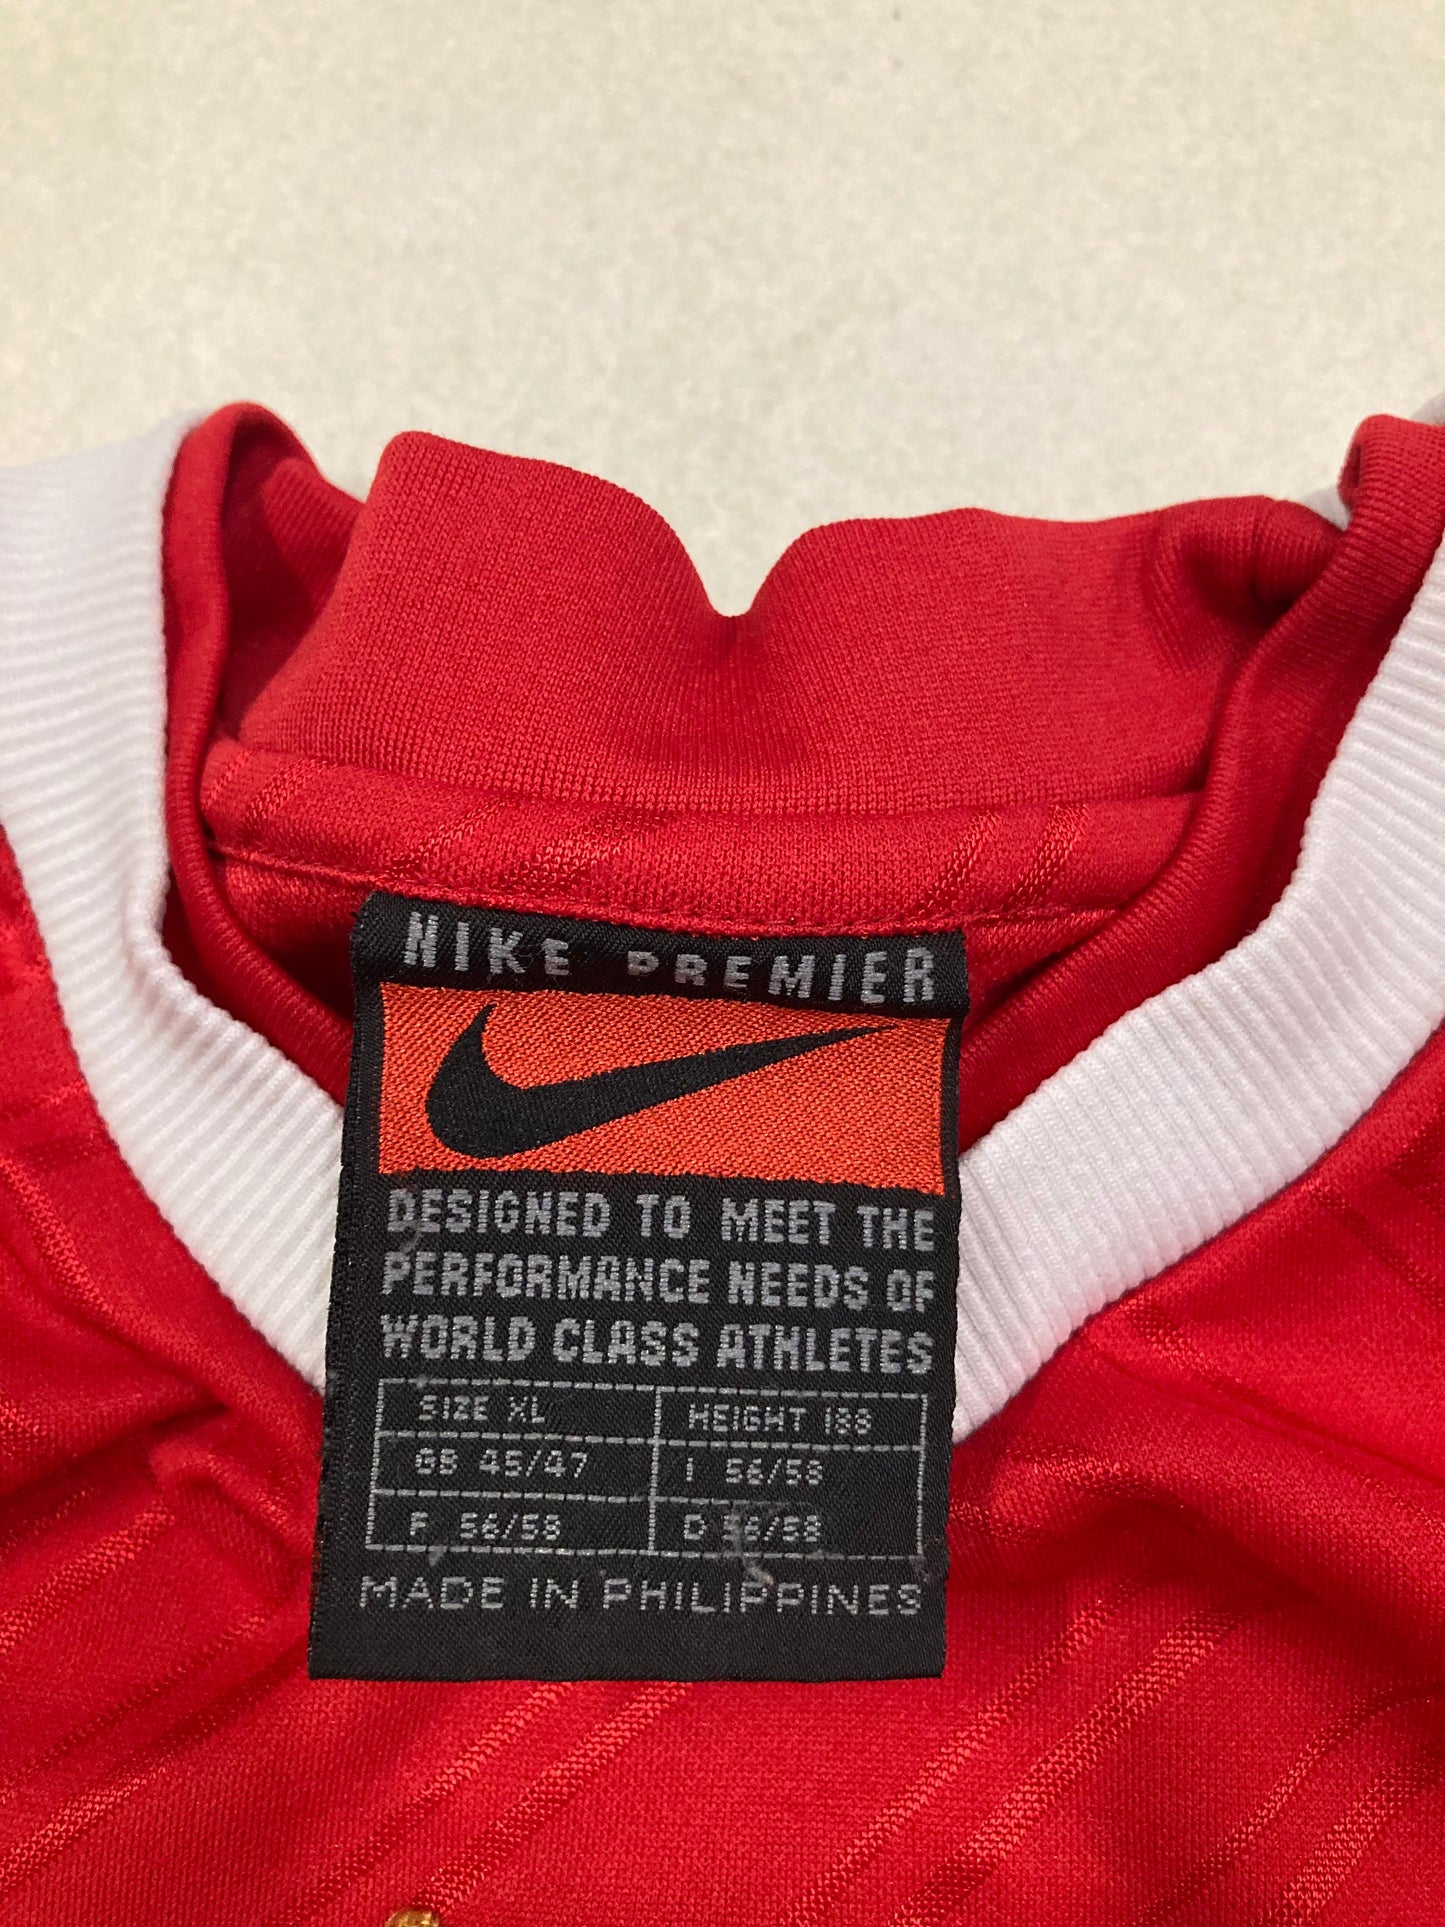 NIKE PREMIER
DESIGNED TO MEET THE
PERFORMANCE NEEDS OF
WORLD CLASS ATHLETES
SIZE XL HEIGHT 188
GB 45/47 I 56/58
F 56/58 D 56/58
MADE IN PHILIPPINES